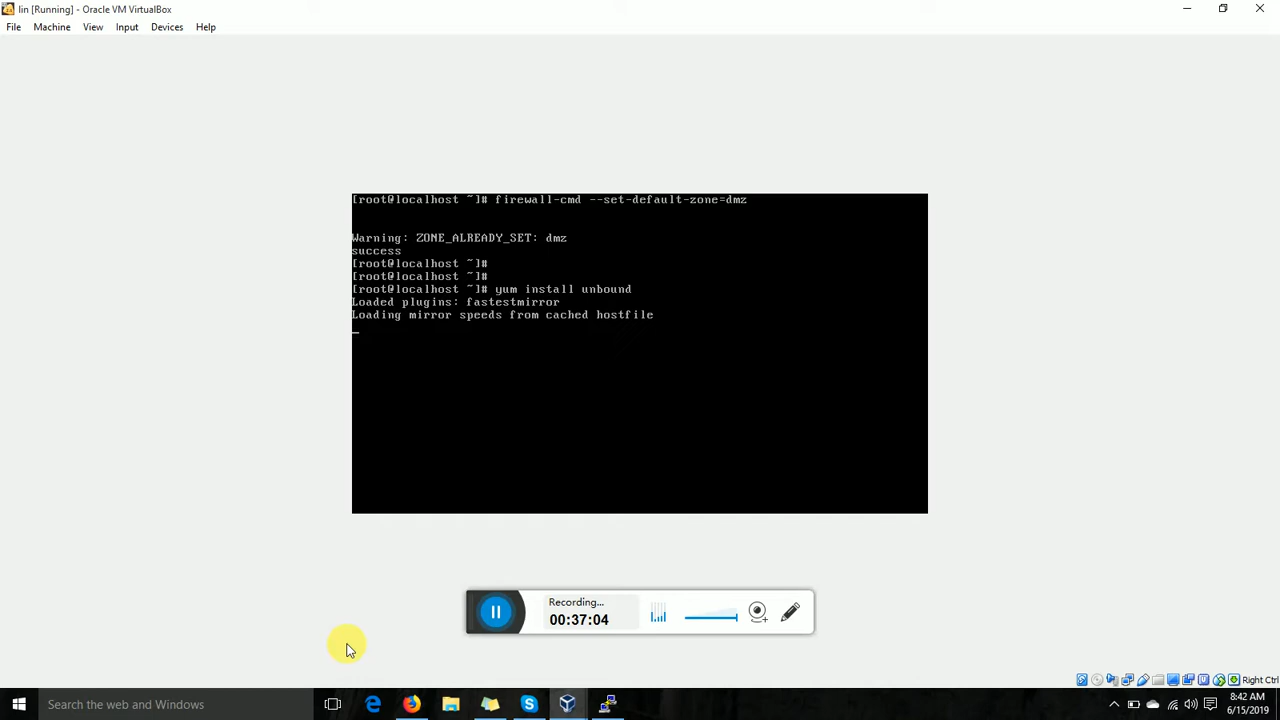 lin [Running] - Oracle VM VirtualBox
File Machine View Input Devices Help
[root@localhost ~]# firewall-cmd --set-default-zone=dmz
Warning: ZONE_ALREADY_SET: dmz
success
[root@localhost ~]#
[root@localhost ~]#
[root@localhost ~]# yum install unbound
Loaded plugins: fastestmirror
Loading mirror speeds from cached hostfile
Recording...
00:37:04
Right Ctrl
Search the web and Windows
8:42 AM
6/15/2019